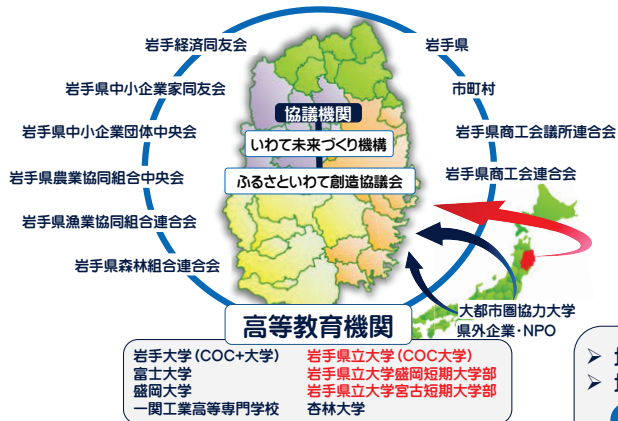 岩手経済同友会
岩手県中小企業家同友会
岩手県中小企業団体中央会
岩手県農業協同組合中央会
岩手県漁業協同組合連合会
岩手県森林組合連合会
協議機関
いわて未来づくり機構
ふるさといわて創造協議会
岩手県
市町村
岩手県商工会議所連合会
岩手県商工会連合会
大都市圏協力大学
県外企業・NPO
高等教育機関
岩手大学(COC+大学)
富士大学
盛岡大学
一関工業高等専門学校
岩手県立大学(COC大学)
岩手県立大学盛岡短期大学部
岩手県立大学宮古短期大学部
杏林大学